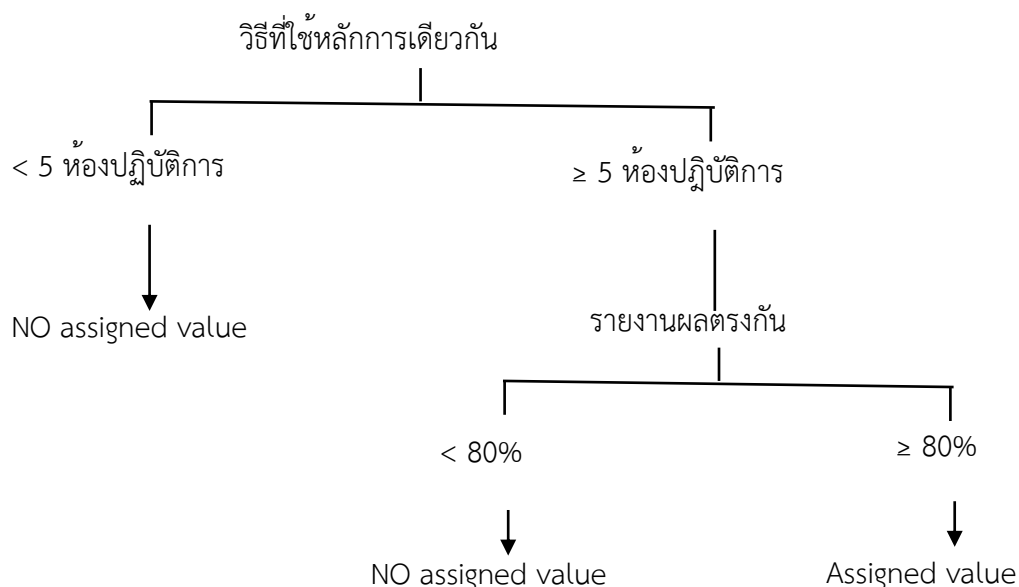 วิธีที่ใช้หลักการเดียวกัน
< 5 ห้องปฏิบัติการ
≥ 5 ห้องปฎิบัติการ
NO assigned value
รายงานผลตรงกัน
< 80%
≥ 80%
NO assigned value
Assigned value